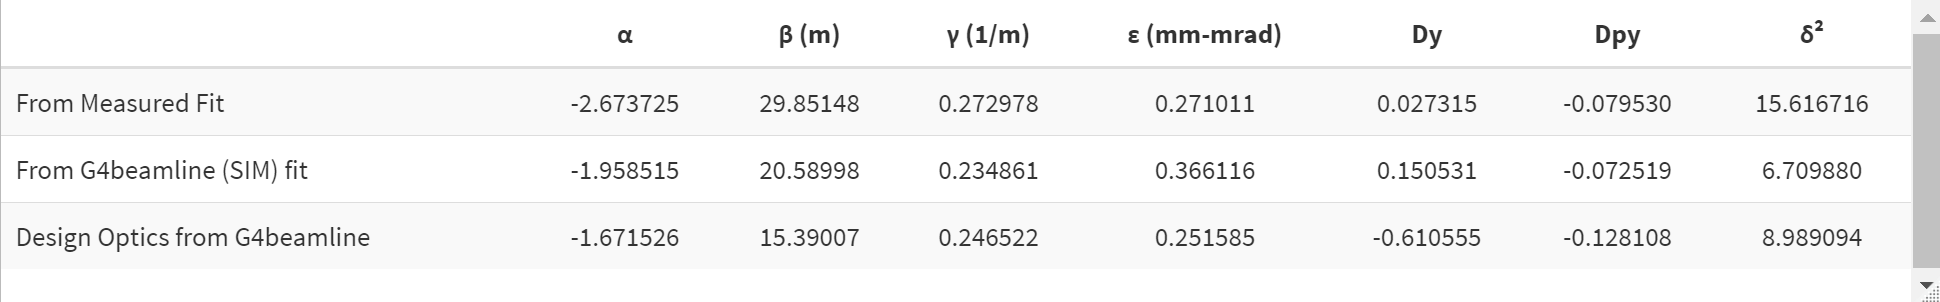 α β (m) γ (1/m) ε (mm-mrad) Dy Dpy δ²
From Measured Fit -2.673725 29.85148 0.272978 0.271011 0.027315 -0.079530 15.616716
From G4beamline (SIM) fit -1.958515 20.58998 0.234861 0.366116 0.150531 -0.072519 6.709880
Design Optics from G4beamline -1.671526 15.39007 0.246522 0.251585 -0.610555 -0.128108 8.989094